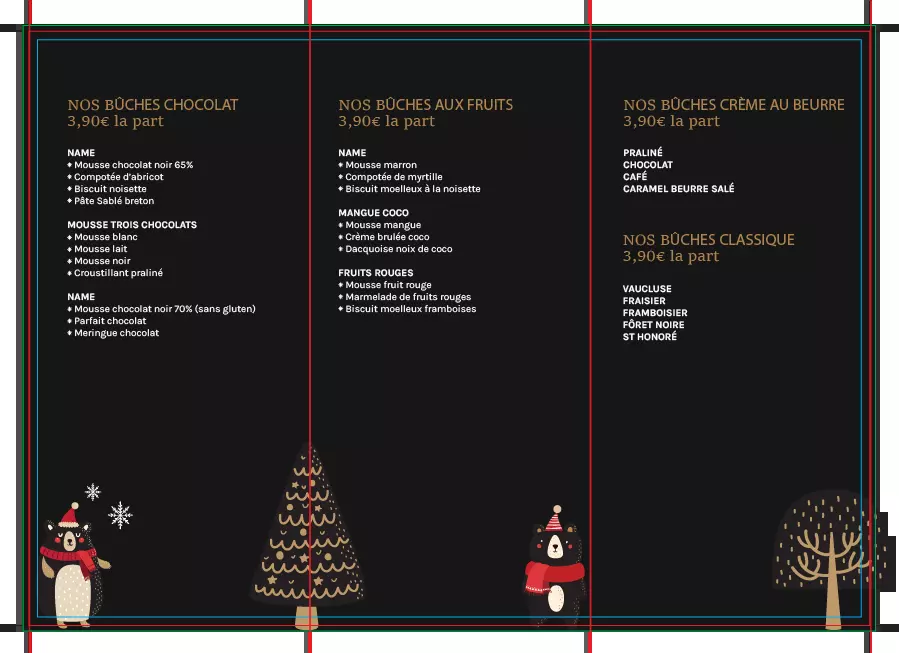 NOS BÛCHES CHOCOLAT
3,90€ la part
NAME
Mousse chocolat noir 65%
Compotée d'abricot
Biscuit noisette
Pâte Sablé breton
MOUSSE TROIS CHOCOLATS
Mousse blanc
Mousse lait
Mousse noir
Croustillant praliné
NAME
Mousse chocolat noir 70% (sans gluten)
Parfait chocolat
Meringue chocolat
NOS BÛCHES AUX FRUITS
3,90€ la part
NAME
Mousse marron
Compotée de myrtille
Biscuit moelleux à la noisette
MANGUE COCO
Mousse mangue
Crème brulée coco
Dacquoise noix de coco
FRUITS ROUGES
Mousse fruit rouge
Marmelade de fruits rouges
Biscuit moelleux framboises
NOS BÛCHES CRÈME AU BEURRE
3,90€ la part
PRALINÉ
CHOCOLAT
CAFÉ
CARAMEL BEURRE SALÉ
NOS BÛCHES CLASSIQUE
3,90€ la part
VAUCLUSE
FRAISIER
FRAMBOISIER
FÔRET NOIRE
ST HONORÉ